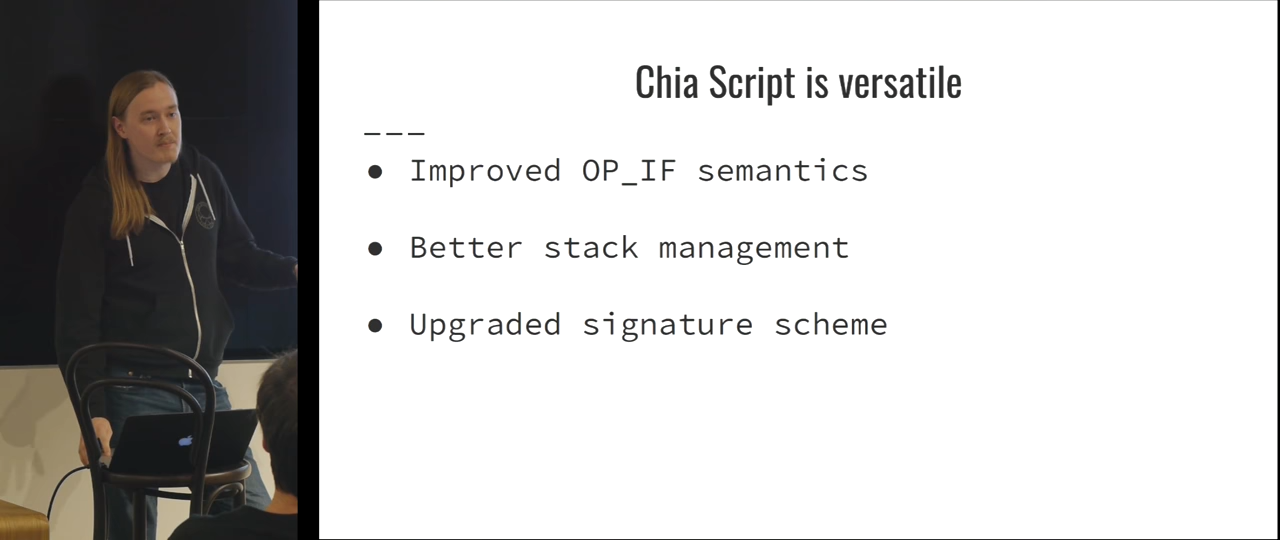 Chia Script is versatile
---
● Improved OP_IF semantics
● Better stack management
● Upgraded signature scheme